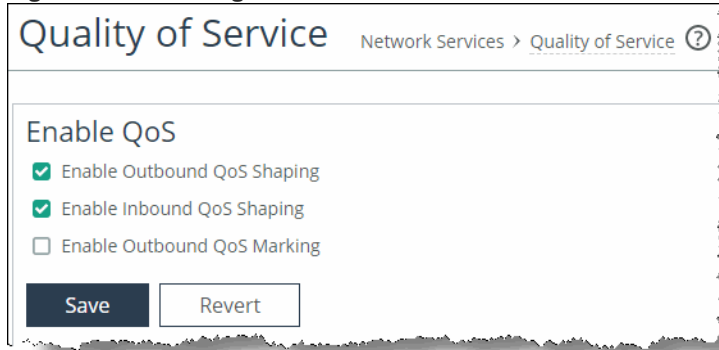 Quality of Service Network Services > Quality of Service ?
Enable QoS
Enable Outbound QoS Shaping
Enable Inbound QoS Shaping
Enable Outbound QoS Marking
Save Revert